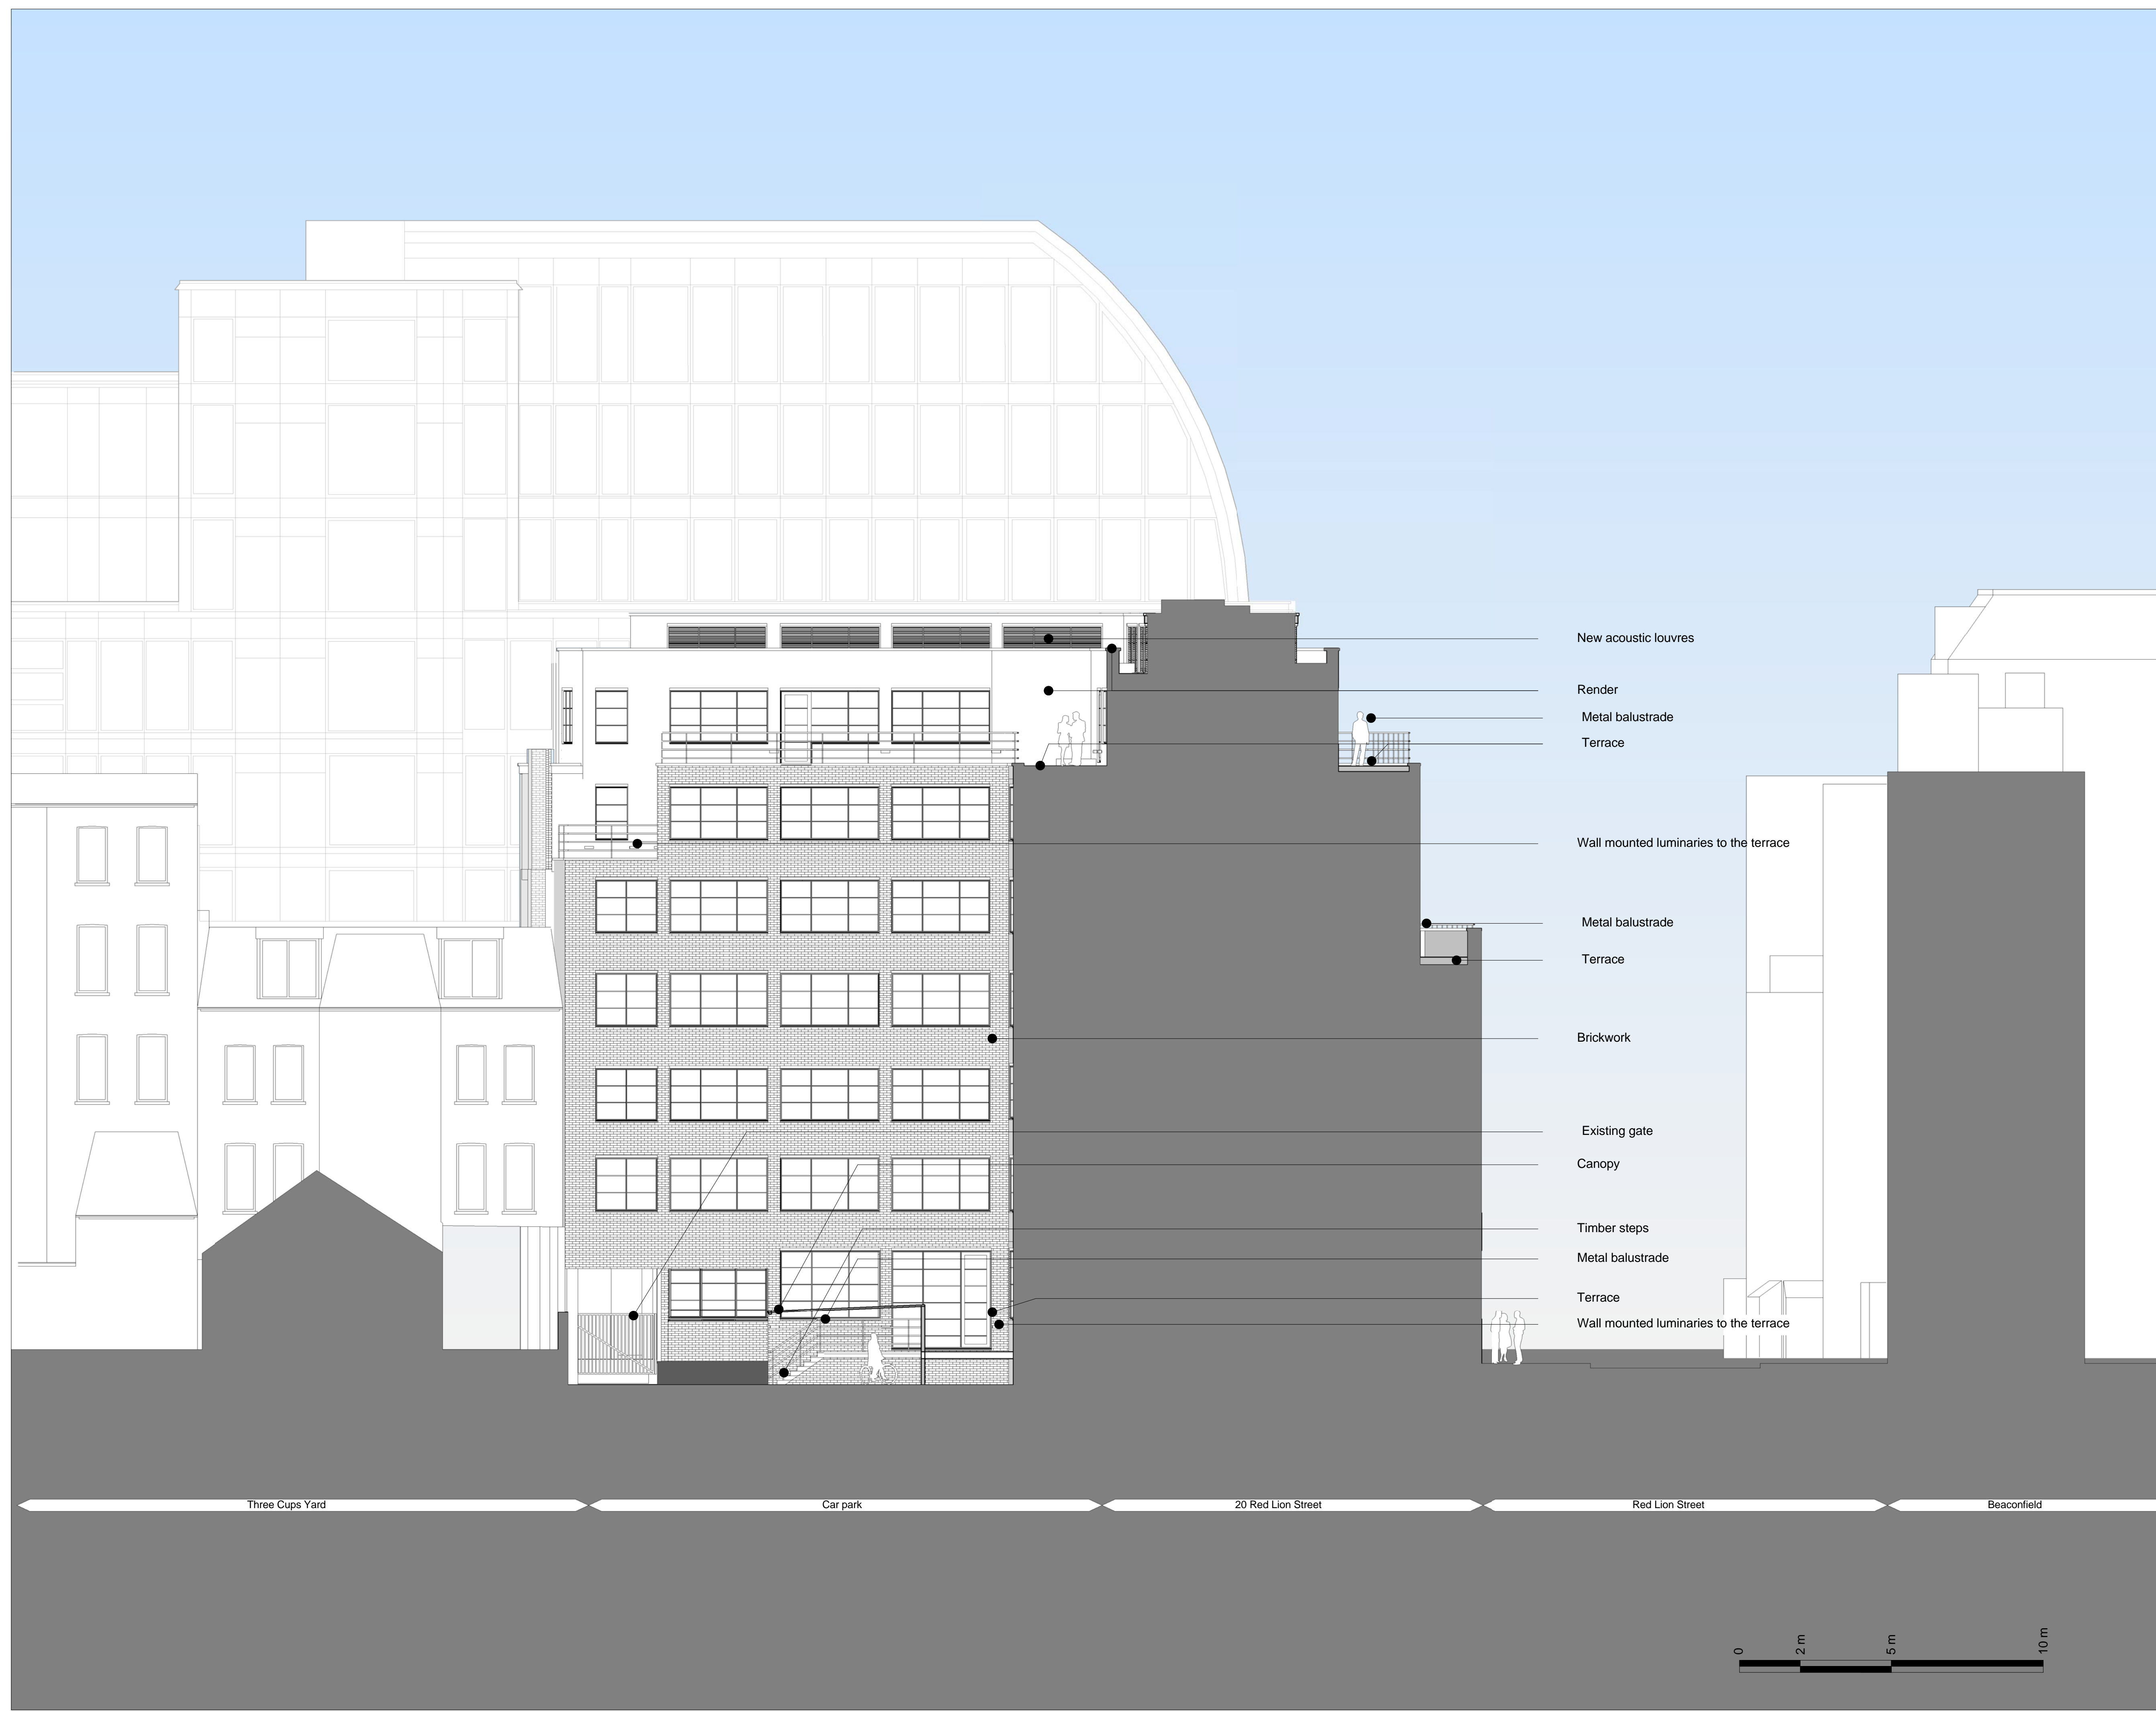 New acoustic louvres
Render
Metal balustrade
Terrace
Wall mounted luminaries to the terrace
Metal balustrade
Terrace
Brickwork
Existing gate
Canopy
Timber steps
Metal balustrade
Terrace
Wall mounted luminaries to the terrace
Three Cups Yard
Car park
20 Red Lion Street
Red Lion Street
Beaconfield
0
2 m
5 m
10 m